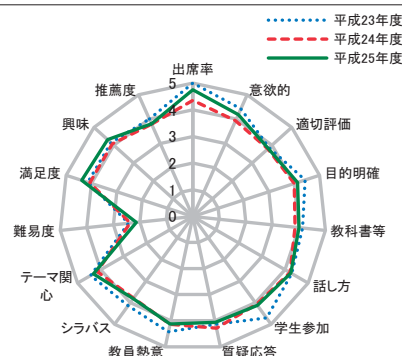 平成23年度
平成24年度
平成25年度
出席率
意欲的
適切評価
目的明確
教科書等
話し方
学生参加
質疑応答
教員熱意
シラバス
テーマ関
心
難易度
満足度
興味
推薦度
5
4
3
2
1
0